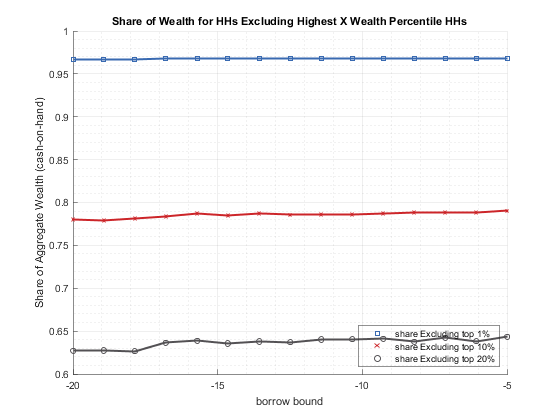 Share of Wealth for HHs Excluding Highest X Wealth Percentile HHs
Share of Aggregate Wealth (cash-on-hand)
1
0.95
0.9
0.85
0.8
0.75
0.7
0.65
0.6
-20
-15
-10
-5
borrow bound
share Excluding top 1%
share Excluding top 10%
share Excluding top 20%